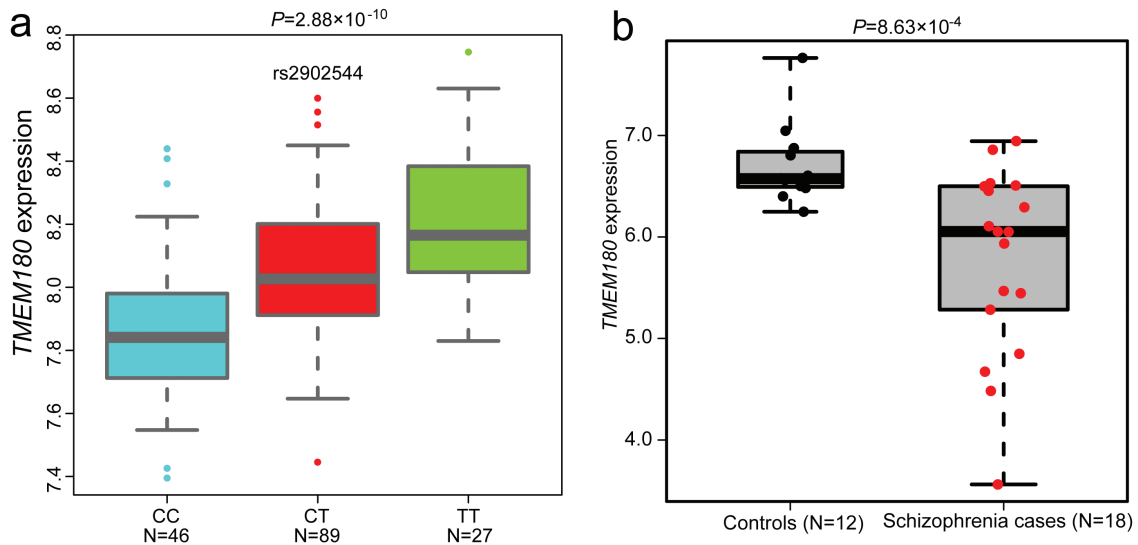 a
P=2.88×10⁻¹⁰
rs2902544
TMEM180 expression
8.8
8.6
8.4
8.2
8.0
7.8
7.6
7.4
CC
N=46
CT
N=89
TT
N=27
b
P=8.63×10⁻⁴
TMEM180 expression
7.0
6.0
5.0
4.0
Controls (N=12)
Schizophrenia cases (N=18)